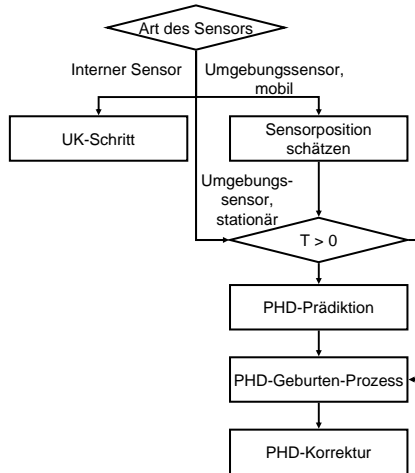 Art des Sensors
Interner Sensor
Umgebungssensor,
mobil
UK-Schritt
Sensorposition
schätzen
Umgebungs-
sensor,
stationär
T > 0
PHD-Prädiktion
PHD-Geburten-Prozess
PHD-Korrektur